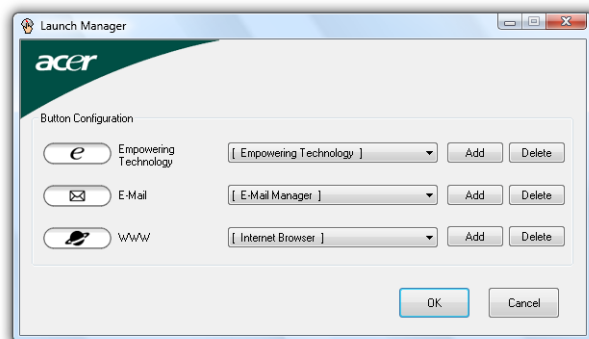 Launch Manager
acer
Button Configuration
e Empowering Technology [ Empowering Technology ] Add Delete
E-Mail [ E-Mail Manager ] Add Delete
WWW [ Internet Browser ] Add Delete
OK Cancel